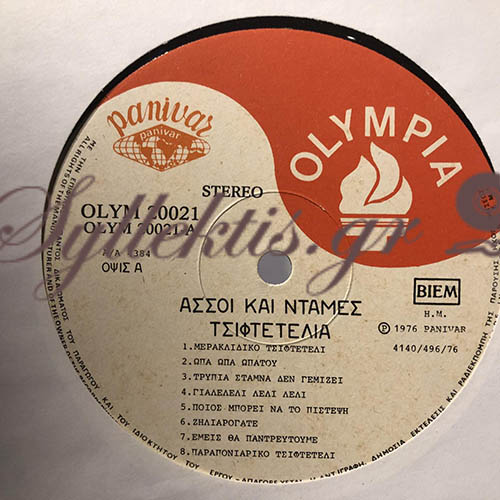 panivar
panivar
OLYMPIA
STEREO
OLYM 20021
OLYM 20021-A
ΟΨΙΣ Α
BIEM
H.M.
Ⓟ 1976 PANIVAR
4140/496/76
ΑΣΣΟΙ ΚΑΙ ΝΤΑΜΕΣ
ΤΣΙΦΤΕΤΕΛΙΑ
1.ΜΕΡΑΚΛΙΔΙΚΟ ΤΣΙΦΤΕΤΕΛΙ
2.ΩΠΑ ΩΠΑ ΩΠΑΤΟΥ
3.ΤΡΥΠΙΑ ΣΤΑΜΝΑ ΔΕΝ ΓΕΜΙΖΕΙ
4.ΓΙΑΛΕΛΕΛΙ ΛΕΛΙ ΛΕΛΙ
5.ΠΟΙΟΣ ΜΠΟΡΕΙ ΝΑ ΤΟ ΠΙΣΤΕΨΗ
6.ΖΗΛΙΑΡΟΓΑΤΕ
7.ΕΜΕΙΣ ΘΑ ΠΑΝΤΡΕΥΤΟΥΜΕ
8.ΠΑΡΑΠΟΝΙΑΡΙΚΟ ΤΣΙΦΤΕΤΕΛΙ
Syllektis.gr